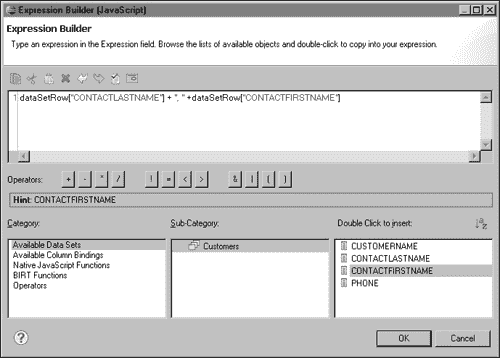 Expression Builder (JavaScript)
Expression Builder
Type an expression in the Expression field. Browse the lists of available objects and double-click to copy into your expression.
1 dataSetRow["CONTACTLASTNAME"] + ", " +dataSetRow["CONTACTFIRSTNAME"]
Operators: + - * / ! = < > & | ( )
Hint: CONTACTFIRSTNAME
Category: Sub-Category: Double Click to insert:
Available Data Sets
Available Column Bindings
Native JavaScript Functions
BIRT Functions
Operators
Customers
CUSTOMERNAME
CONTACTLASTNAME
CONTACTFIRSTNAME
PHONE
OK Cancel